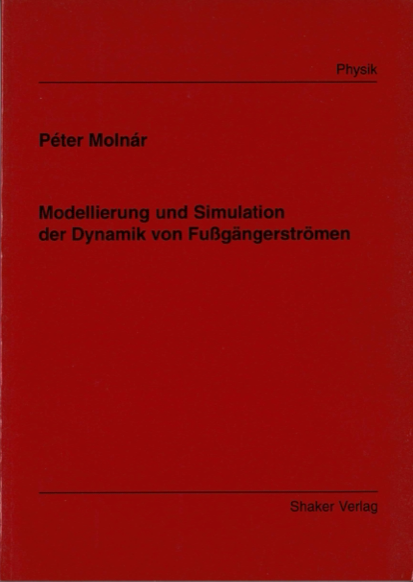 Physik
Péter Molnár
Modellierung und Simulation
der Dynamik von Fußgängerströmen
Shaker Verlag